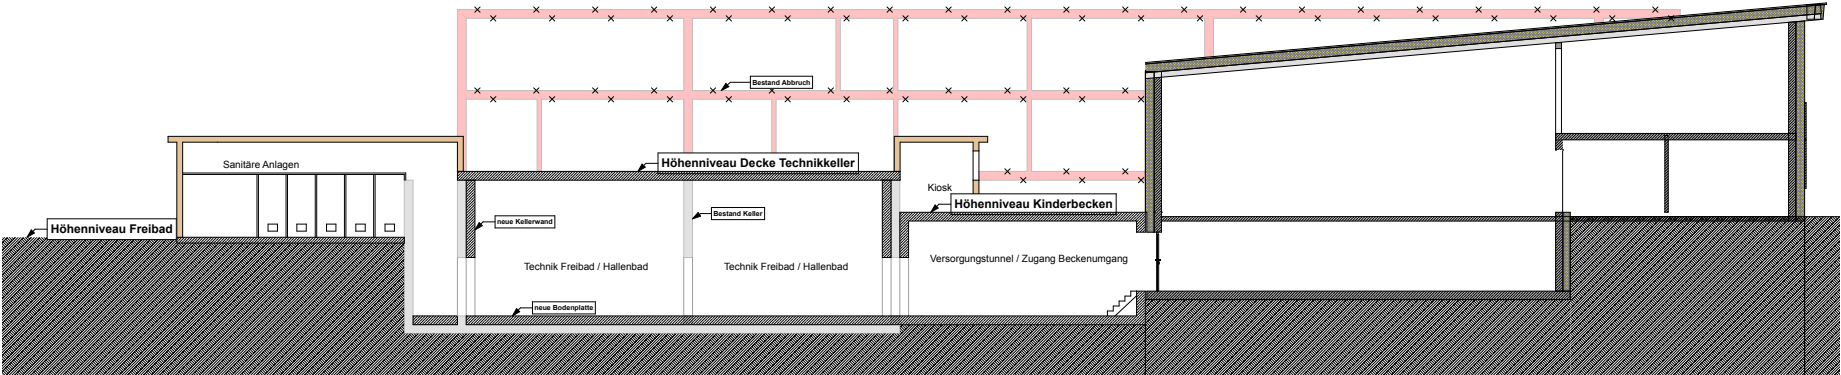 Bestand Abbruch
Sanitäre Anlagen
Höhenniveau Decke Technikkeller
Kiosk
Höhenniveau Kinderbecken
Bestand Keller
neue Kellerwand
Höhenniveau Freibad
Technik Freibad / Hallenbad
Technik Freibad / Hallenbad
Versorgungstunnel / Zugang Beckenumgang
neue Bodenplatte